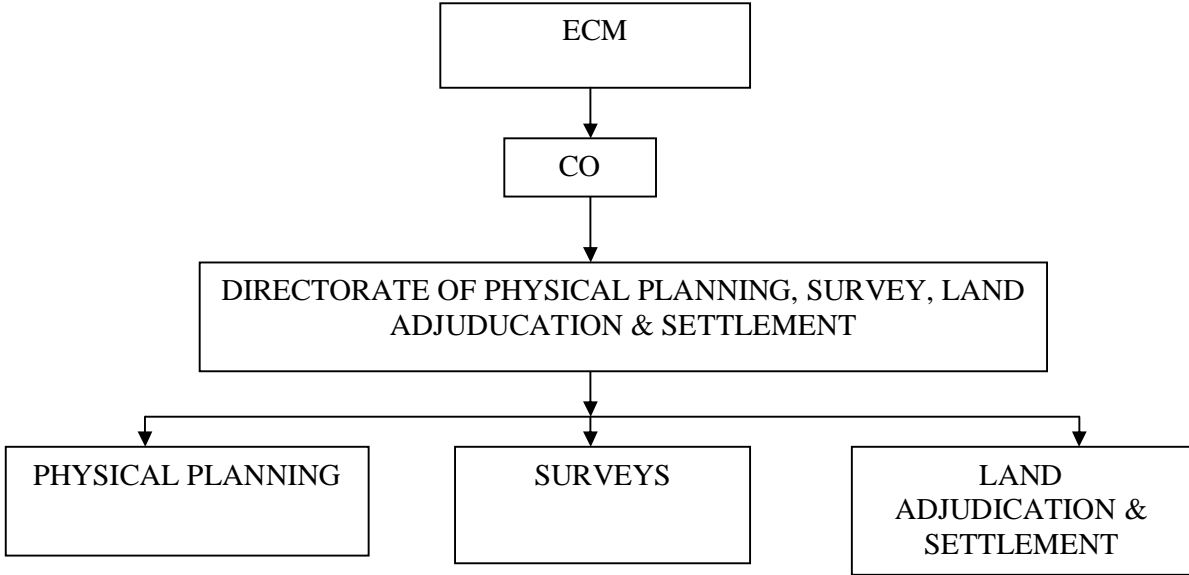 ECM
CO
DIRECTORATE OF PHYSICAL PLANNING, SURVEY, LAND
ADJUDUCATION & SETTLEMENT
PHYSICAL PLANNING
SURVEYS
LAND
ADJUDICATION &
SETTLEMENT